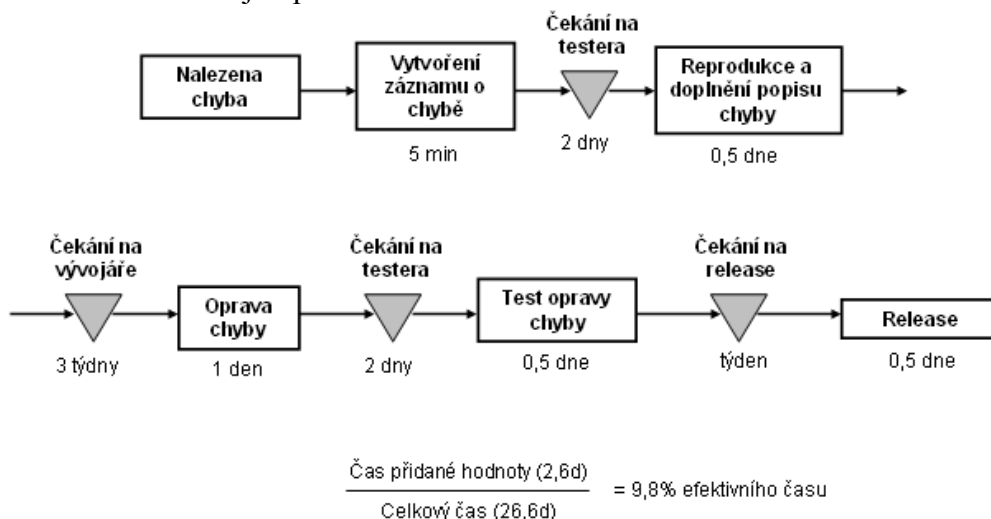 Čekání na
testera
Nalezena
chyba
Vytvoření
záznamu o
chybě
Reprodukce a
doplnění popisu
chyby
5 min
2 dny
0,5 dne
Čekání na
vývojáře
Oprava
chyby
Čekání na
testera
Test opravy
chyby
Čekání na
release
Release
3 týdny
1 den
2 dny
0,5 dne
týden
0,5 dne
Čas přidané hodnoty (2,6d)
Celkový čas (26,6d)
= 9,8% efektivního času